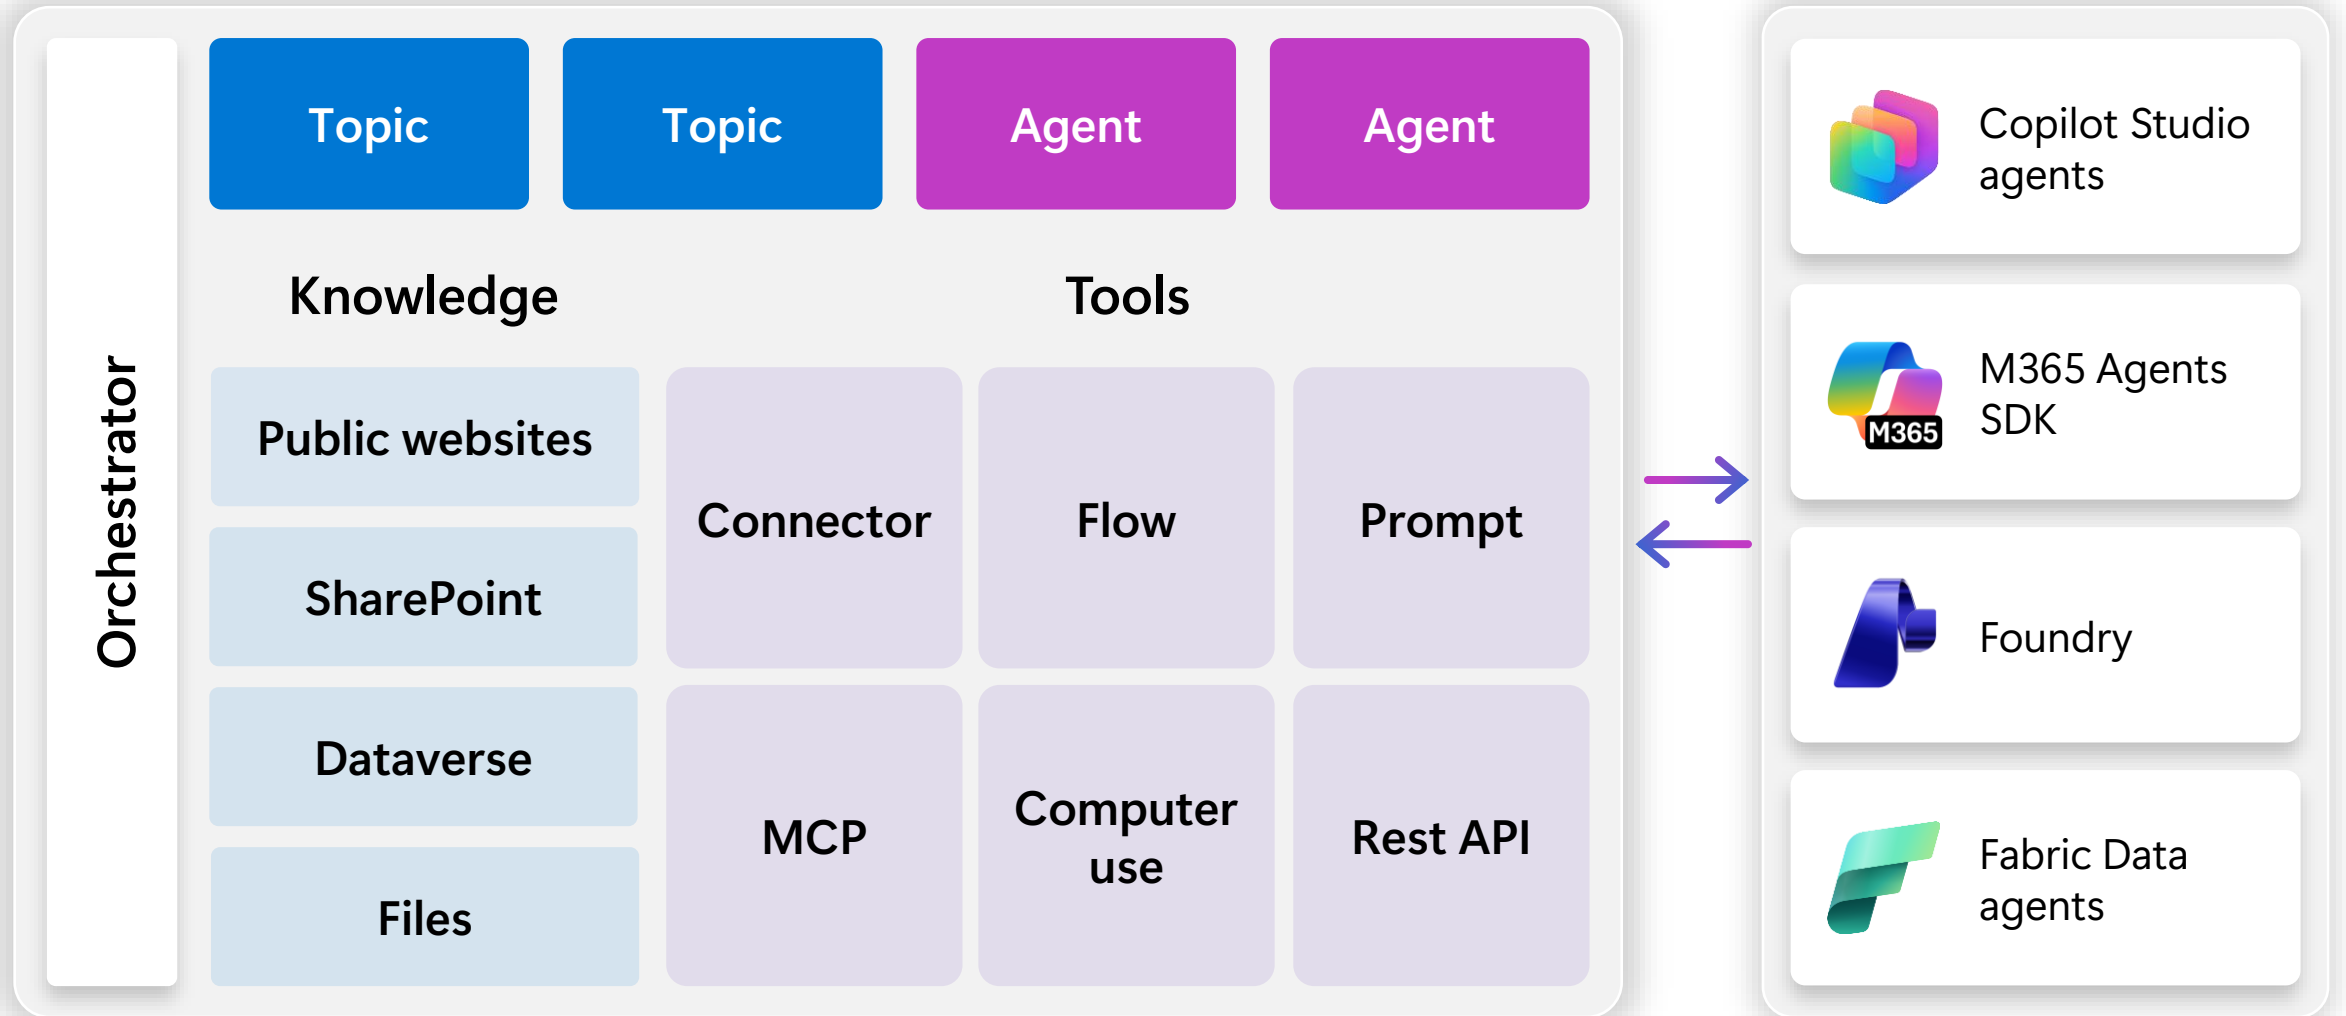 Orchestrator
Topic
Topic
Agent
Agent
Knowledge
Tools
Public websites
SharePoint
Dataverse
Files
Connector
Flow
Prompt
MCP
Computer
use
Rest API
Copilot Studio
agents
M365
M365 Agents
SDK
Foundry
Fabric Data
agents